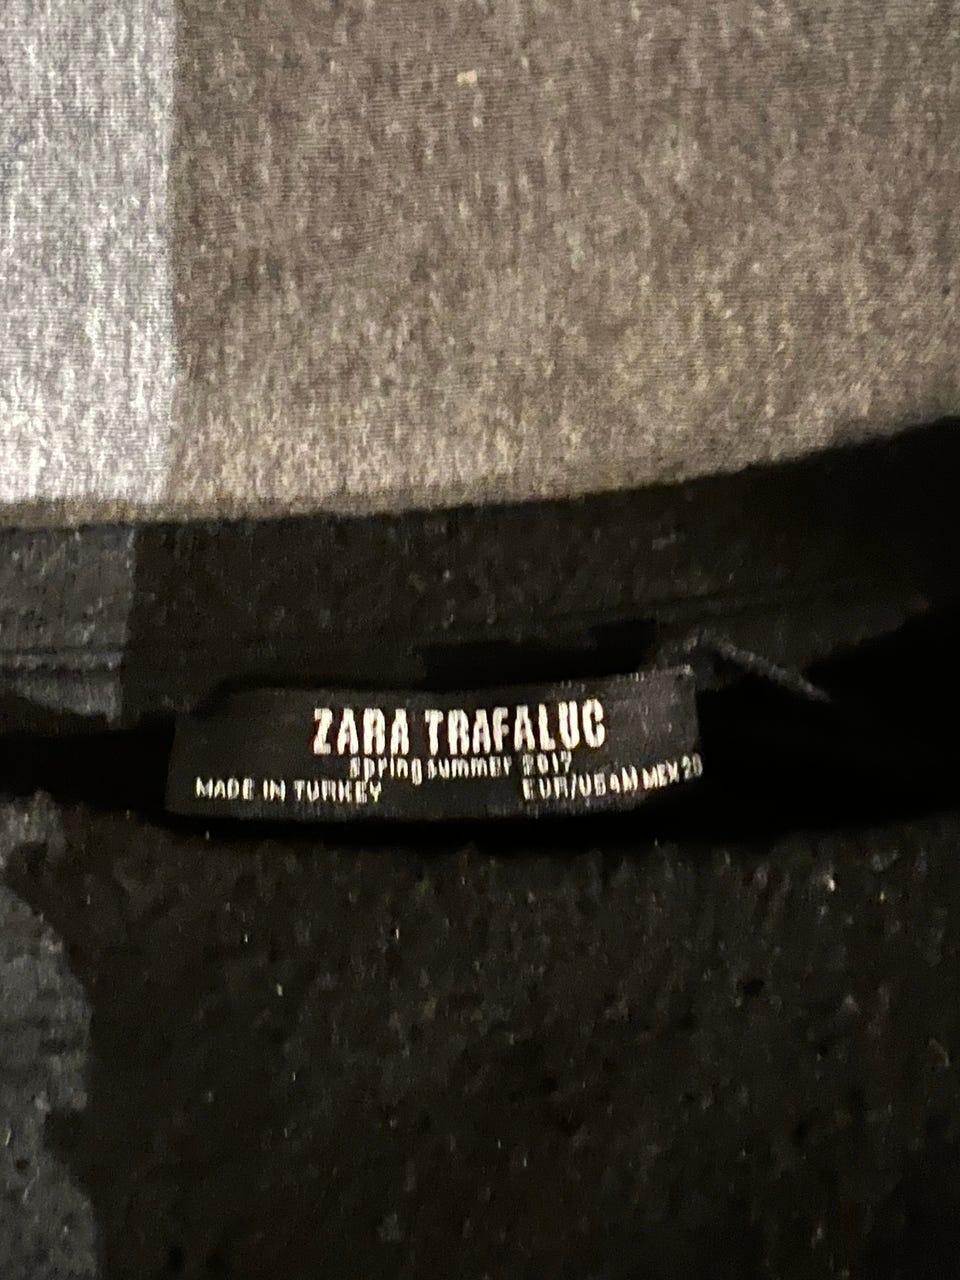 ZARA TRAFALUC
spring summer 2017
MADE IN TURKEY EUR/USA M MEX 28